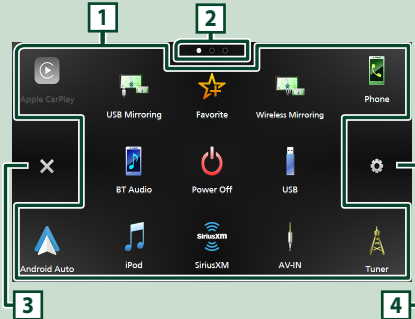 1
2
Apple CarPlay
USB Mirroring
Favorite
Wireless Mirroring
Phone
BT Audio
Power Off
USB
SiriusXM
Android Auto
iPod
SiriusXM
AV-IN
Tuner
3
4